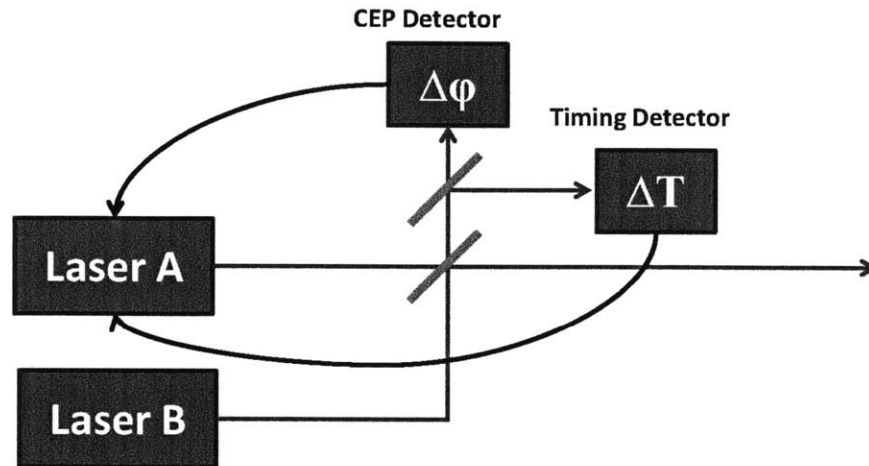 CEP Detector
Δφ
Timing Detector
ΔT
Laser A
Laser B